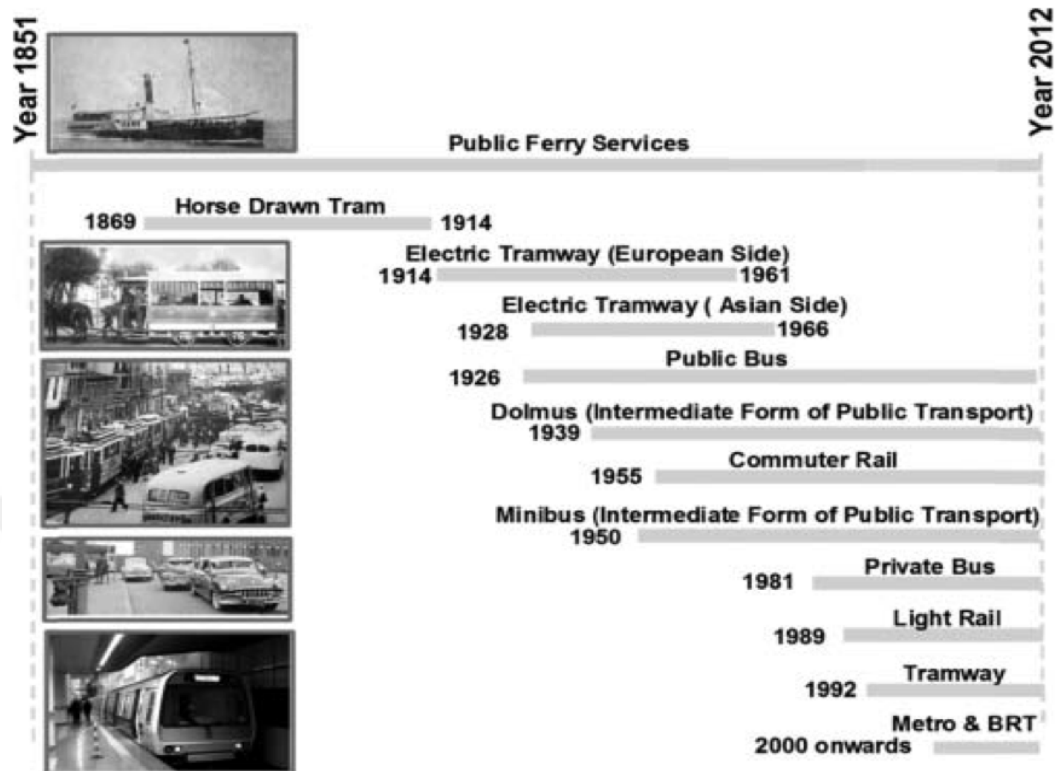 Year 1851
Year 2012
Public Ferry Services
Horse Drawn Tram
1869
1914
Electric Tramway (European Side)
1914
1961
Electric Tramway ( Asian Side)
1928
1966
Public Bus
1926
Dolmus (Intermediate Form of Public Transport)
1939
Commuter Rail
1955
Minibus (Intermediate Form of Public Transport)
1950
Private Bus
1981
Light Rail
1989
Tramway
1992
Metro & BRT
2000 onwards